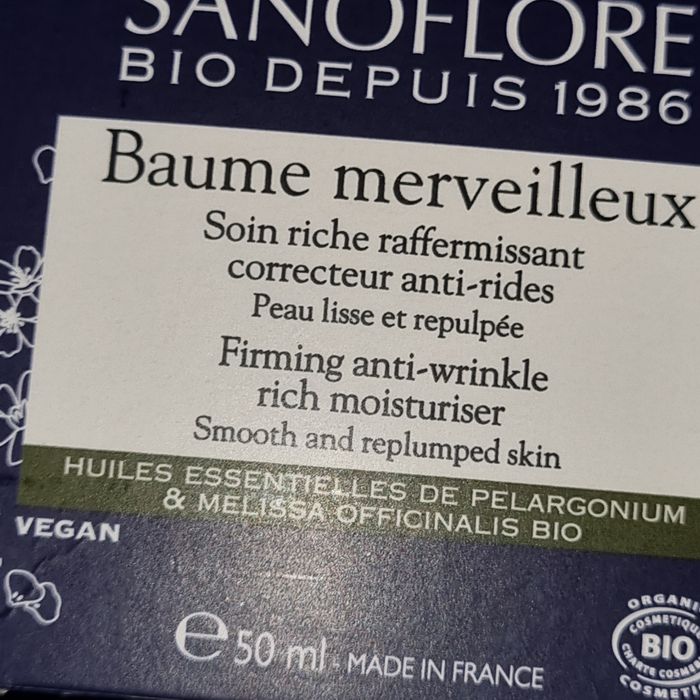 SANOFLORE
BIO DEPUIS 1986
Baume merveilleux
Soin riche raffermissant
correcteur anti-rides
Peau lisse et repulpée
Firming anti-wrinkle
rich moisturiser
Smooth and replumped skin
HUILES ESSENTIELLES DE PELARGONIUM
& MELISSA OFFICINALIS BIO
VEGAN
e 50 ml - MADE IN FRANCE
BIO